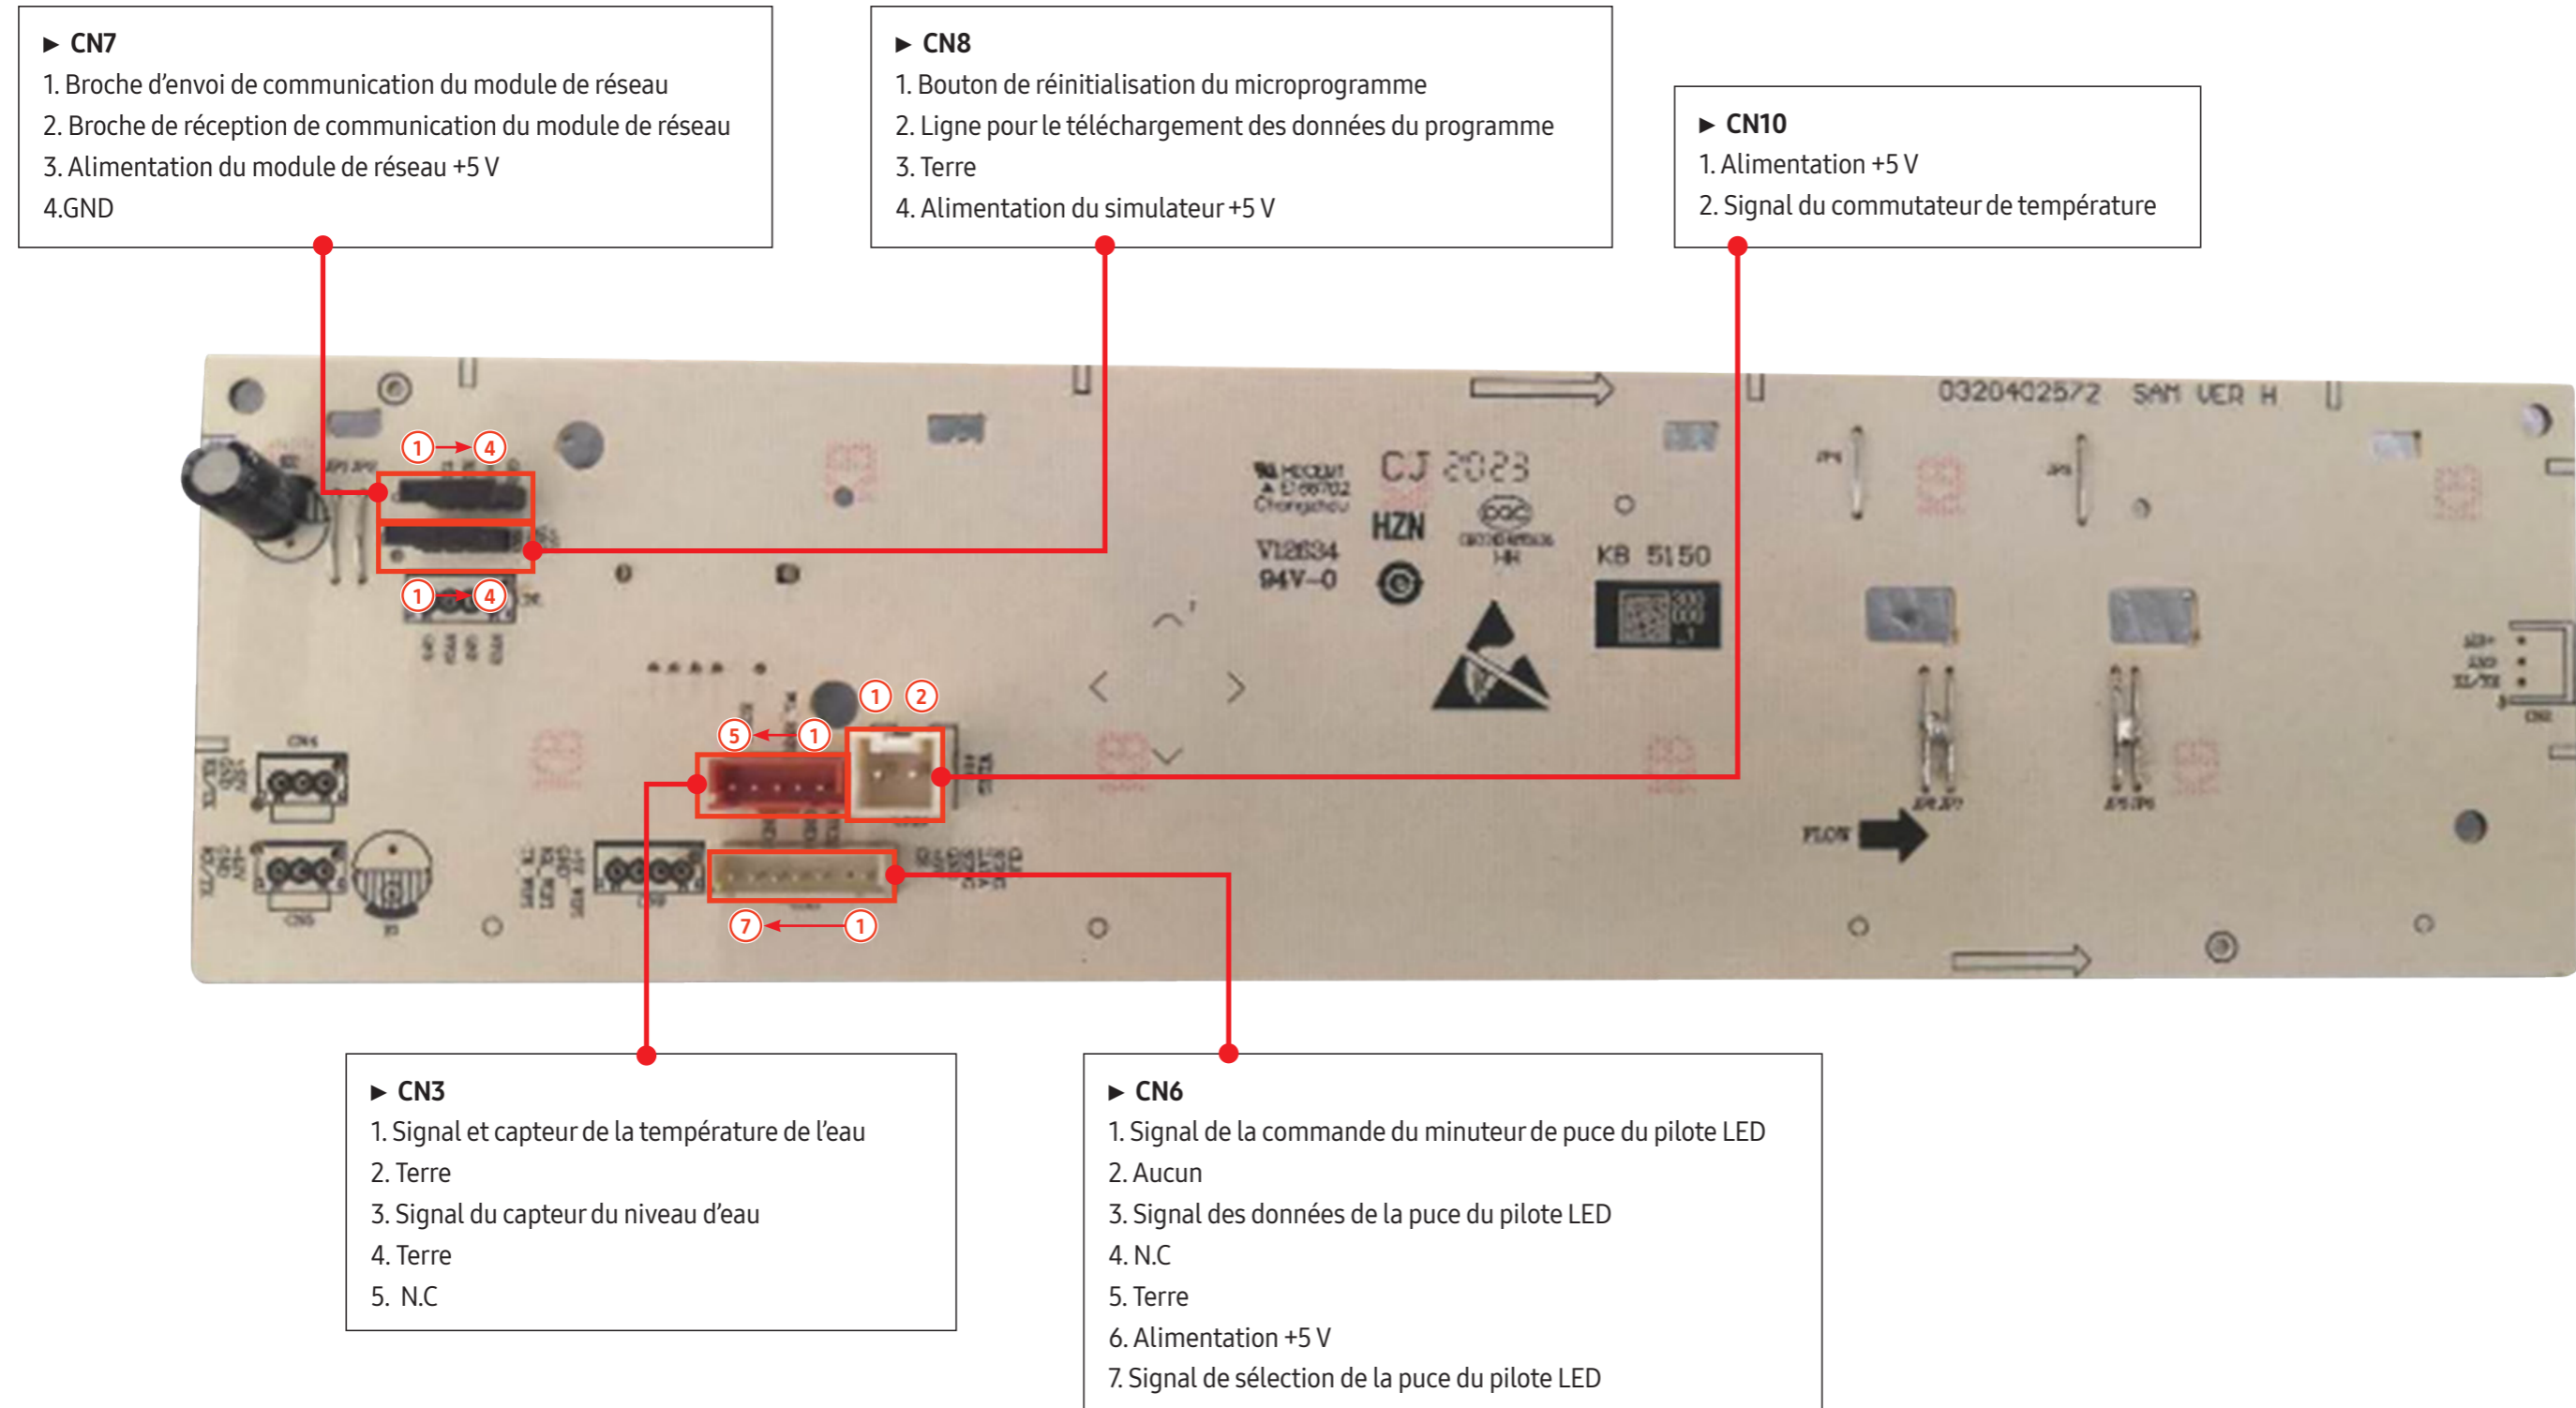 ► CN7
1. Broche d'envoi de communication du module de réseau
2. Broche de réception de communication du module de réseau
3. Alimentation du module de réseau +5 V
4.GND
► CN8
1. Bouton de réinitialisation du microprogramme
2. Ligne pour le téléchargement des données du programme
3. Terre
4. Alimentation du simulateur +5 V
► CN10
1. Alimentation +5 V
2. Signal du commutateur de température
0320402572 SAM VER H
1 4
CJ 2023
HZN
V12634
94V-0
KB 5150
1 4
1 2
5 1
FLOW
7 1
► CN3
1. Signal et capteur de la température de l'eau
2. Terre
3. Signal du capteur du niveau d'eau
4. Terre
5. N.C
► CN6
1. Signal de la commande du minuteur de puce du pilote LED
2. Aucun
3. Signal des données de la puce du pilote LED
4. N.C
5. Terre
6. Alimentation +5 V
7. Signal de sélection de la puce du pilote LED